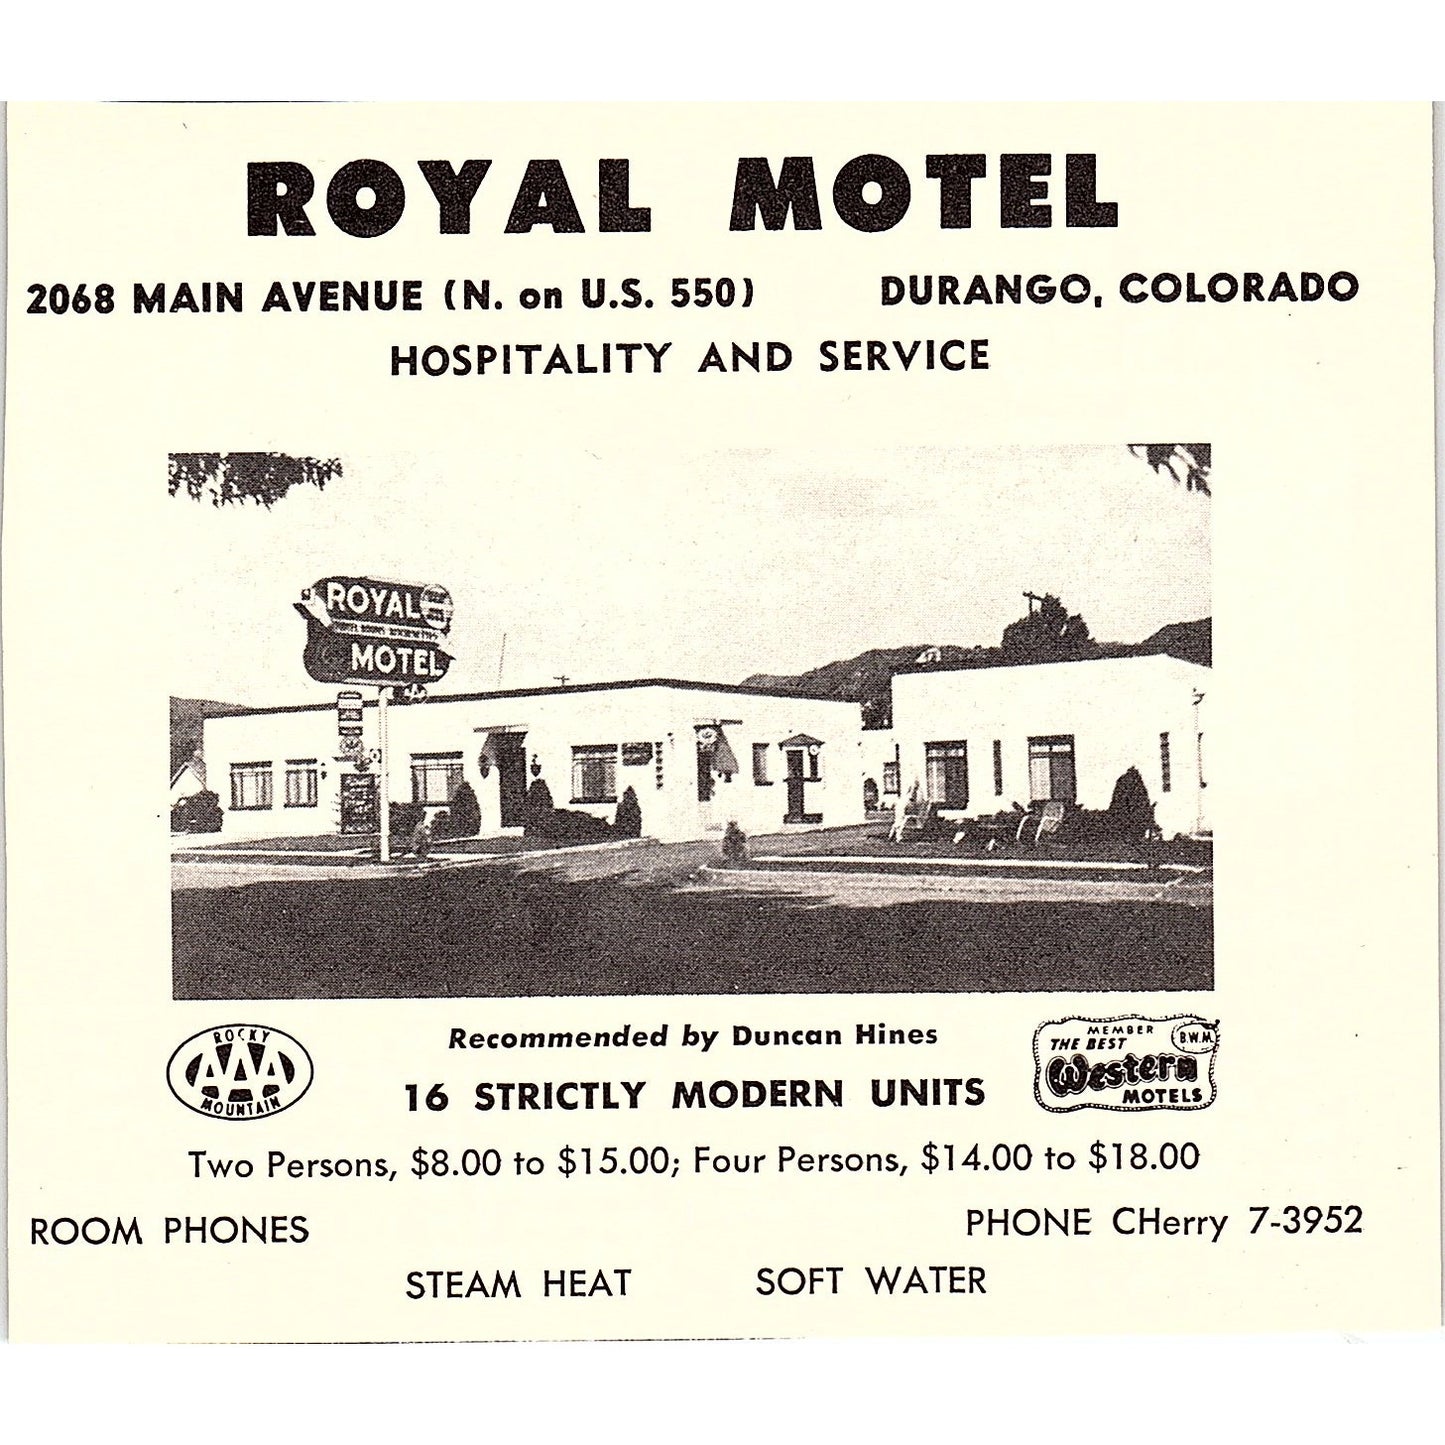 ROYAL MOTEL
2068 MAIN AVENUE (N. on U.S. 550) DURANGO, COLORADO
HOSPITALITY AND SERVICE
ROYAL
MOTEL
AAA
Recommended by Duncan Hines
16 STRICTLY MODERN UNITS
ROCKY
AAA
MOUNTAIN
MEMBER
THE BEST
B.W.M.
Western
MOTELS
Two Persons, $8.00 to $15.00; Four Persons, $14.00 to $18.00
ROOM PHONES PHONE CHerry 7-3952
STEAM HEAT SOFT WATER